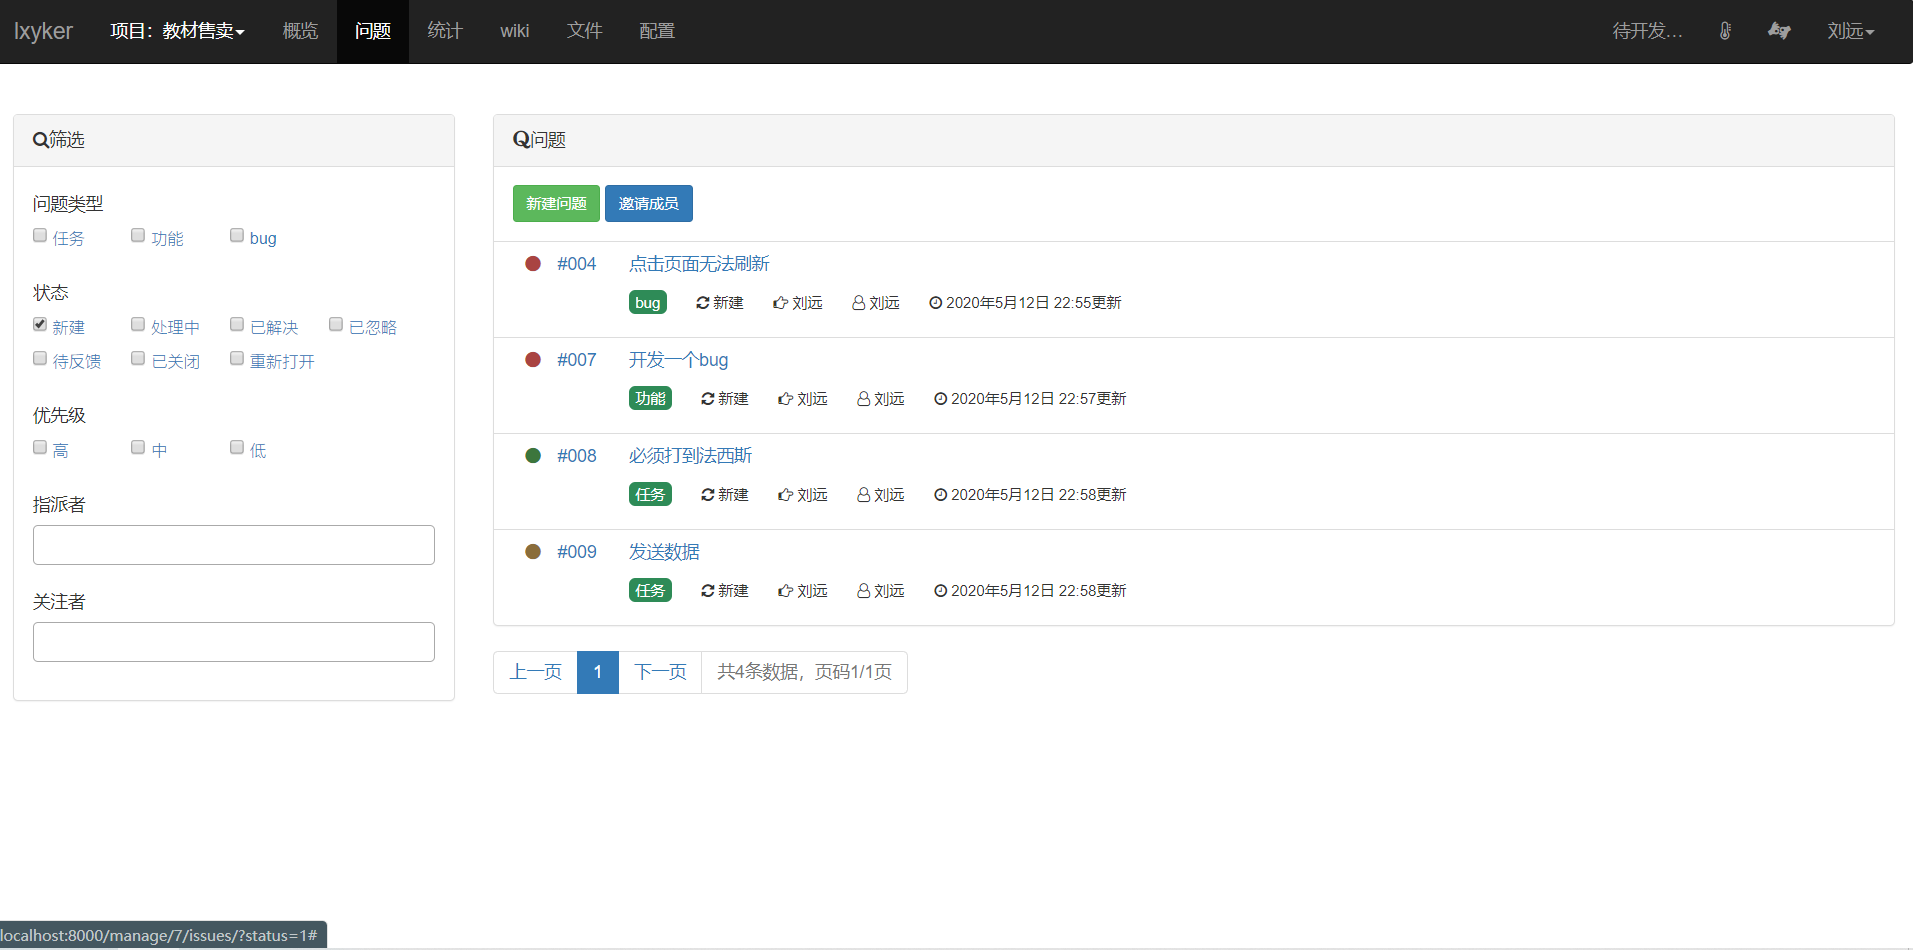 lxyker 项目：教材售卖 概览 问题 统计 wiki 文件 配置 待开发... 刘远
筛选
问题类型
任务 功能 bug
状态
新建 处理中 已解决 已忽略
待反馈 已关闭 重新打开
优先级
高 中 低
指派者
关注者
问题
新建问题 邀请成员
#004 点击页面无法刷新
bug 新建 刘远 刘远 2020年5月12日 22:55更新
#007 开发一个bug
功能 新建 刘远 刘远 2020年5月12日 22:57更新
#008 必须打到法西斯
任务 新建 刘远 刘远 2020年5月12日 22:58更新
#009 发送数据
任务 新建 刘远 刘远 2020年5月12日 22:58更新
上一页 1 下一页 共4条数据，页码1/1页
localhost:8000/manage/7/issues/?status=1#